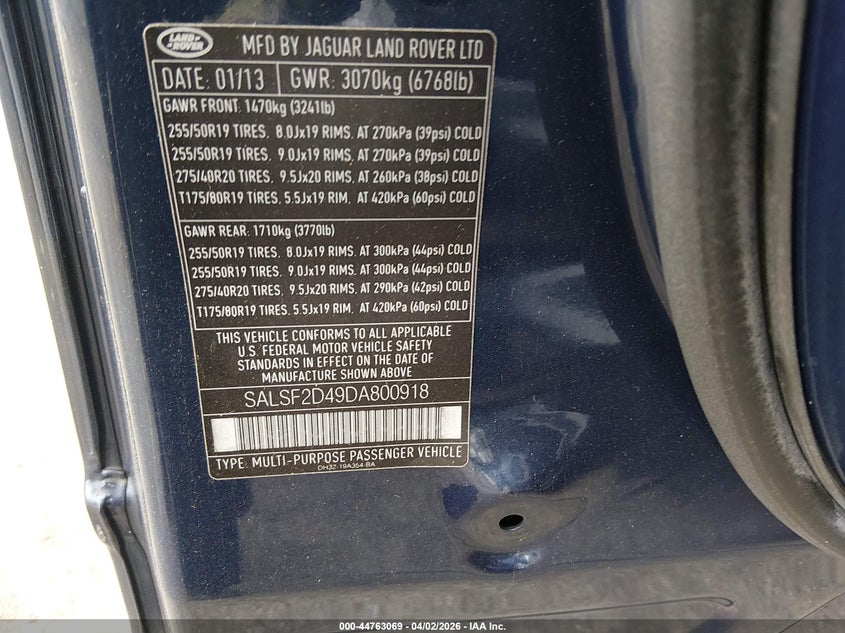 LAND ROVER
MFD BY JAGUAR LAND ROVER LTD
DATE: 01/13 GWR: 3070kg (6768lb)
GAWR FRONT: 1470kg (3241lb)
255/50R19 TIRES. 8.0Jx19 RIMS. AT 270kPa (39psi) COLD
255/50R19 TIRES. 9.0Jx19 RIMS. AT 270kPa (39psi) COLD
275/40R20 TIRES. 9.5Jx20 RIMS. AT 260kPa (38psi) COLD
T175/80R19 TIRES. 5.5Jx19 RIM. AT 420kPa (60psi) COLD
GAWR REAR: 1710kg (3770lb)
255/50R19 TIRES. 8.0Jx19 RIMS. AT 300kPa (44psi) COLD
255/50R19 TIRES. 9.0Jx19 RIMS. AT 300kPa (44psi) COLD
275/40R20 TIRES. 9.5Jx20 RIMS. AT 290kPa (42psi) COLD
T175/80R19 TIRES. 5.5Jx19 RIM. AT 420kPa (60psi) COLD
THIS VEHICLE CONFORMS TO ALL APPLICABLE
U.S. FEDERAL MOTOR VEHICLE SAFETY
STANDARDS IN EFFECT ON THE DATE OF
MANUFACTURE SHOWN ABOVE
SALSF2D49DA800918
TYPE: MULTI-PURPOSE PASSENGER VEHICLE
DH32-19A354-BA
000-44763069 - 04/02/2026 - IAA Inc.